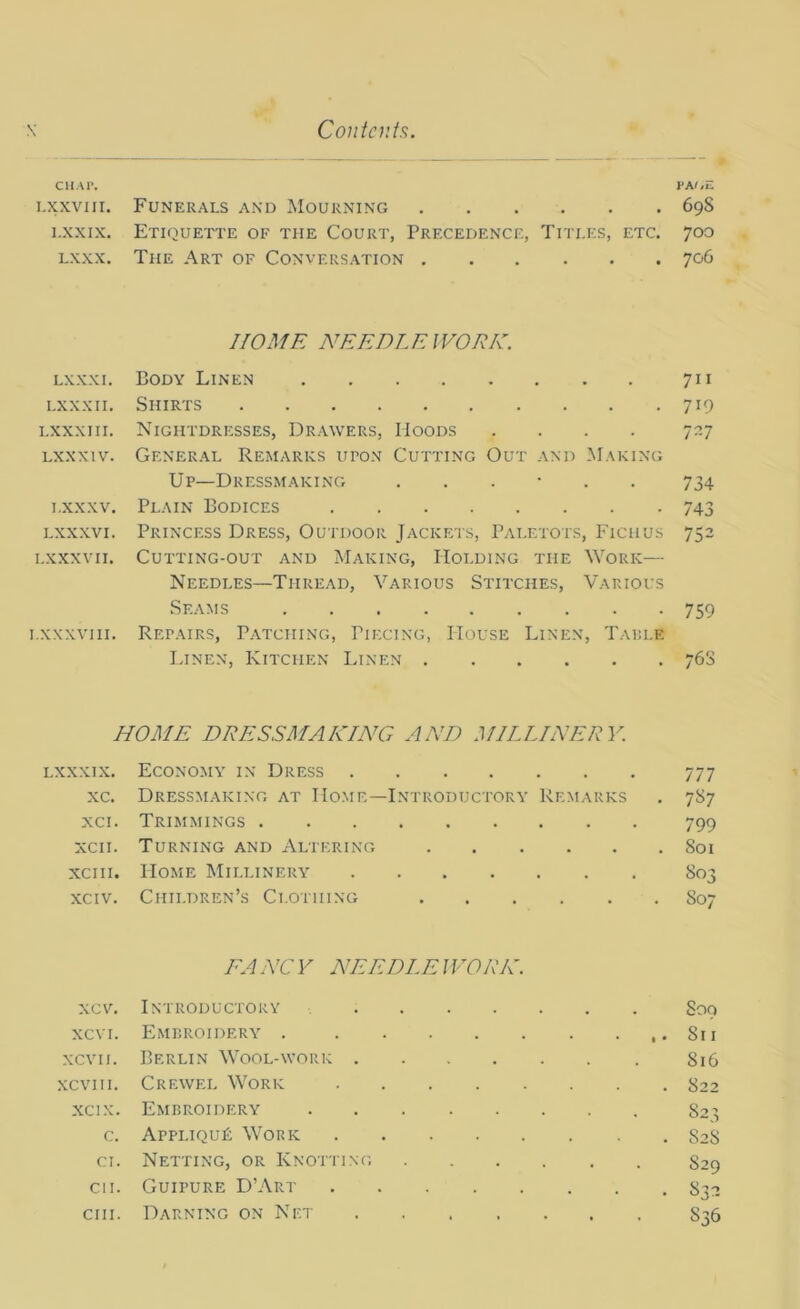 x Contents.
CHAP. PAGE
LXXVIII. FUNERALS AND MOURNING . . . . . . 698
LXXIX. ETIQUETTE OF THE COURT, PRECEDENCE, TITLES, ETC. 700
LXXX. THE ART OF CONVERSATION . . . . . . 706
HOME NEEDLEWORK.
LXXXI. BODY LINEN . . . . . . . . 711
LXXXII. SHIRTS . . . . . . . . . . 719
LXXXIII. NIGHTDRESSES, DRAWERS, HOODS . . . . 727
LXXXIV. GENERAL REMARKS UPON CUTTING OUT AND MAKING
UP—DRESSMAKING . . . . . . 734
LXXXV. PLAIN BODICES . . . . . . . . 743
LXXXVI. PRINCESS DRESS, OUTDOOR JACKETS, PALETOTS, FICHUS 752
LXXXVII. CUTTING-OUT AND MAKING, HOLDING THE WORK—
NEEDLES—THREAD, VARIOUS STITCHES, VARIOUS
SEAMS . . . . . . . . . 759
LXXXVIII. REPAIRS, PATCHING, PIECING, HOUSE LINEN, TABLE
LINEN, KITCHEN LINEN . . . . . . 768
HOME DRESSMAKING AND MILLINERY.
LXXXIX. ECONOMY IN DRESS . . . . . . . 777
XC. DRESSMAKING AT HOME—INTRODUCTORY REMARKS . 787
XCI. TRIMMINGS . . . . . . . . . 799
XCII. TURNING AND ALTERING . . . . . . 801
XCIII. HOME MILLINERY . . . . . . . 803
XCIV. CHILDREN'S CLOTHING . . . . . . 807
FANCY NEEDLEWORK.
XCV. INTRODUCTORY . . . . . . . . 809
XCVI. EMBROIDERY . . . . . . . . . . 811
XCVII. BERLIN WOOL-WORK . . . . . . . 816
XCVIII. CREWEL WORK . . . . . . . . 822
XCIX. EMBROIDERY . . . . . . . . 823
C. APPLIQUÉ WORK . . . . . . . . 828
CI. NETTING, OR KNOTTING . . . . . . 829
CII. GUIPURE D'ART . . . . . . . . 832
CIII. DARNING ON NET . . . . . . . 836